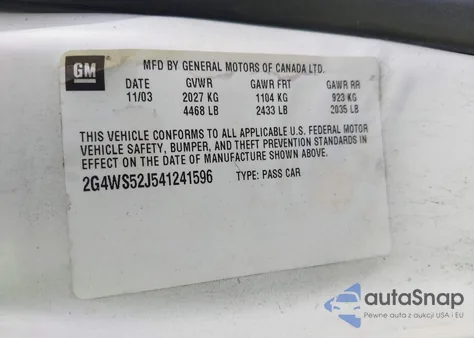 GM
MFD BY GENERAL MOTORS OF CANADA LTD.
DATE GVWR GAWR FRT GAWR RR
11/03 2027 KG 1104 KG 923 KG
4468 LB 2433 LB 2035 LB
THIS VEHICLE CONFORMS TO ALL APPLICABLE U.S. FEDERAL MOTOR
VEHICLE SAFETY, BUMPER, AND THEFT PREVENTION STANDARDS IN
EFFECT ON THE DATE OF MANUFACTURE SHOWN ABOVE.
2G4WS52J541241596 TYPE: PASS CAR
autoSnap
Pewne auta z aukcji USA i EU